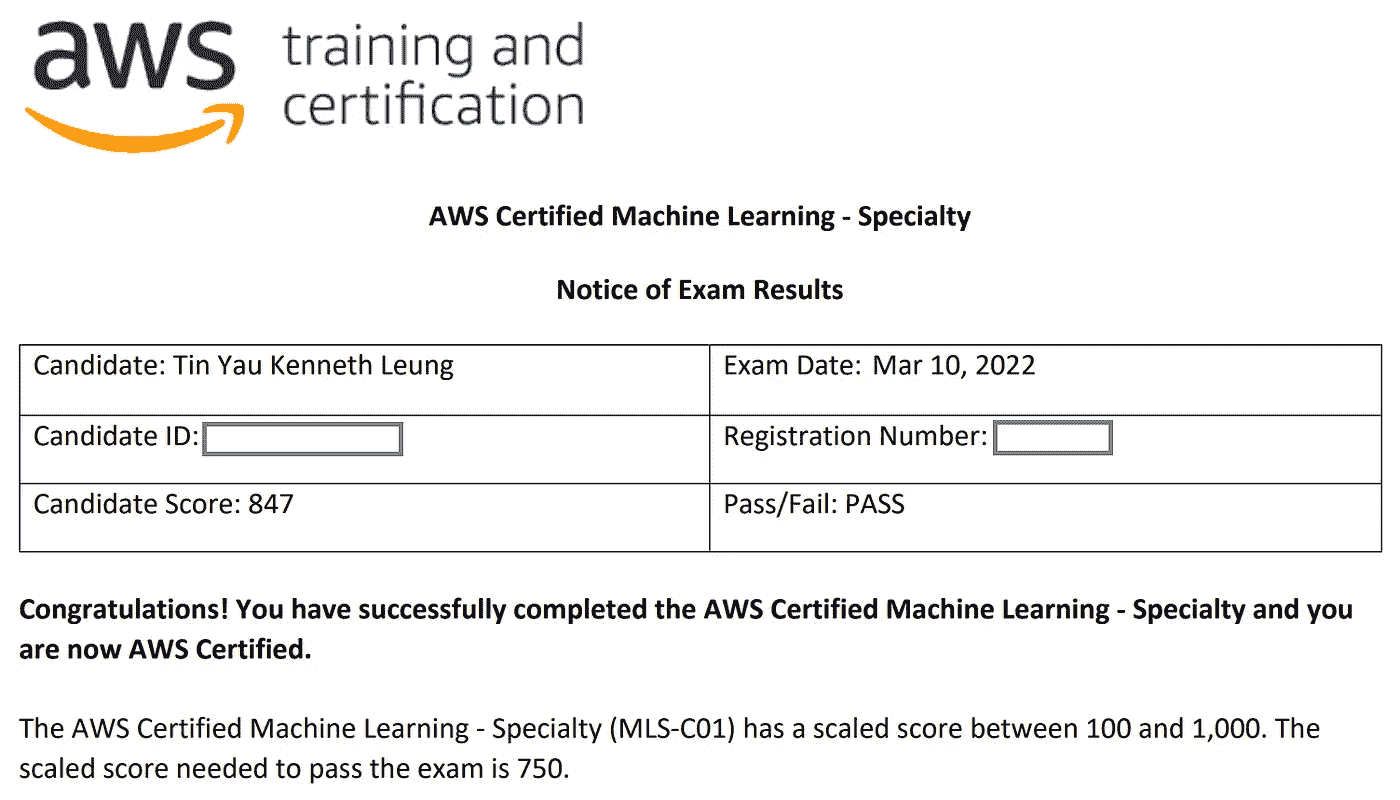 aws training and
certification
AWS Certified Machine Learning - Specialty
Notice of Exam Results
Candidate: Tin Yau Kenneth Leung
Exam Date: Mar 10, 2022
Candidate ID:
Registration Number:
Candidate Score: 847
Pass/Fail: PASS
Congratulations! You have successfully completed the AWS Certified Machine Learning - Specialty and you
are now AWS Certified.
The AWS Certified Machine Learning - Specialty (MLS-C01) has a scaled score between 100 and 1,000. The
scaled score needed to pass the exam is 750.